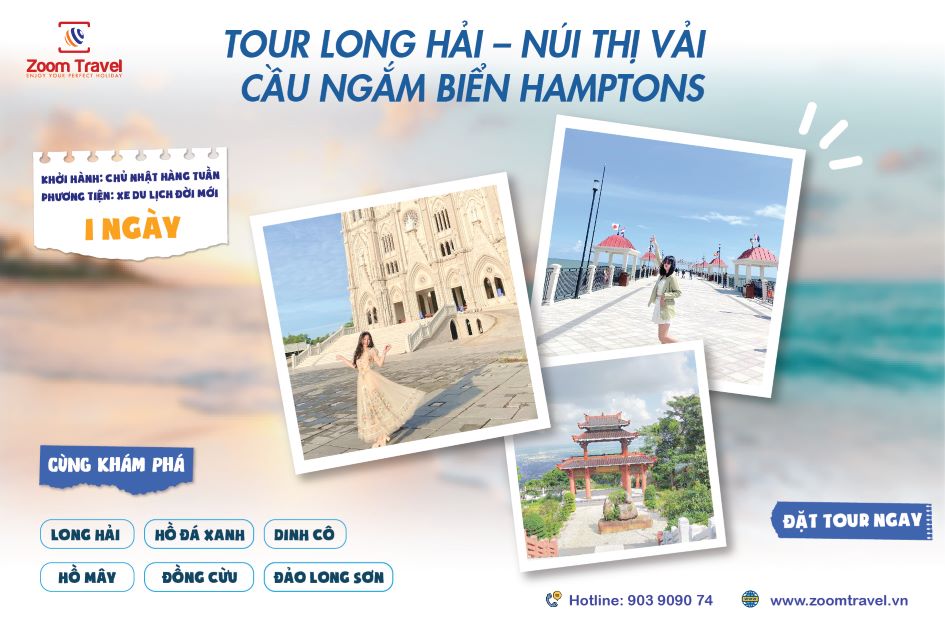 Zoom Travel
ENJOY YOUR PERFECT HOLIDAY
TOUR LONG HẢI – NÚI THỊ VẢI
CẦU NGẮM BIỂN HAMPTONS
KHỞI HÀNH: CHỦ NHẬT HÀNG TUẦN
PHƯƠNG TIỆN: XE DU LỊCH ĐỜI MỚI
1 NGÀY
CÙNG KHÁM PHÁ
LONG HẢI
HỒ ĐÁ XANH
DINH CÔ
HỒ MÂY
ĐỒNG CỪU
ĐẢO LONG SƠN
ĐẶT TOUR NGAY
Hotline: 903 9090 74
www.zoomtravel.vn